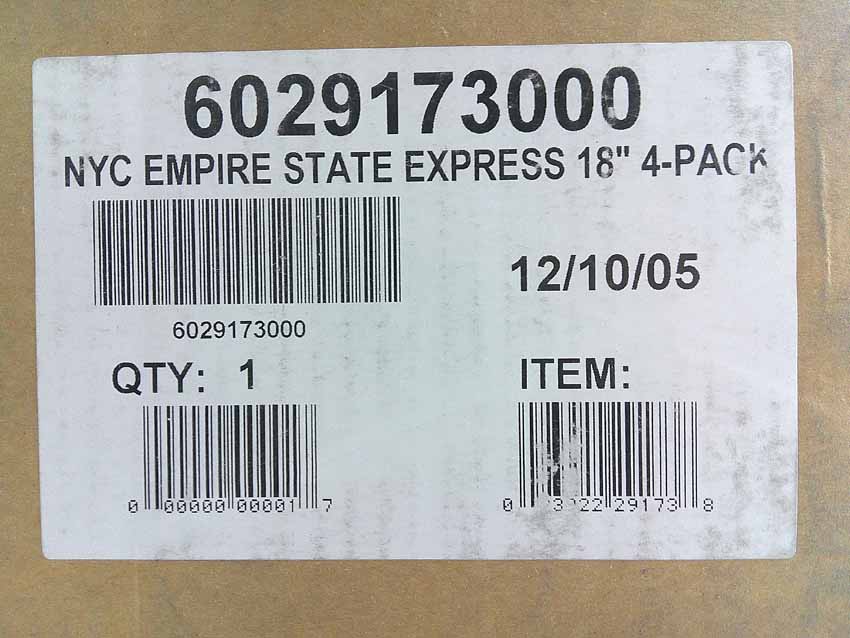 6029173000
NYC EMPIRE STATE EXPRESS 18" 4-PACK
12/10/05
6029173000
QTY: 1
ITEM:
0 00000 00001 7
0 22 29173 8